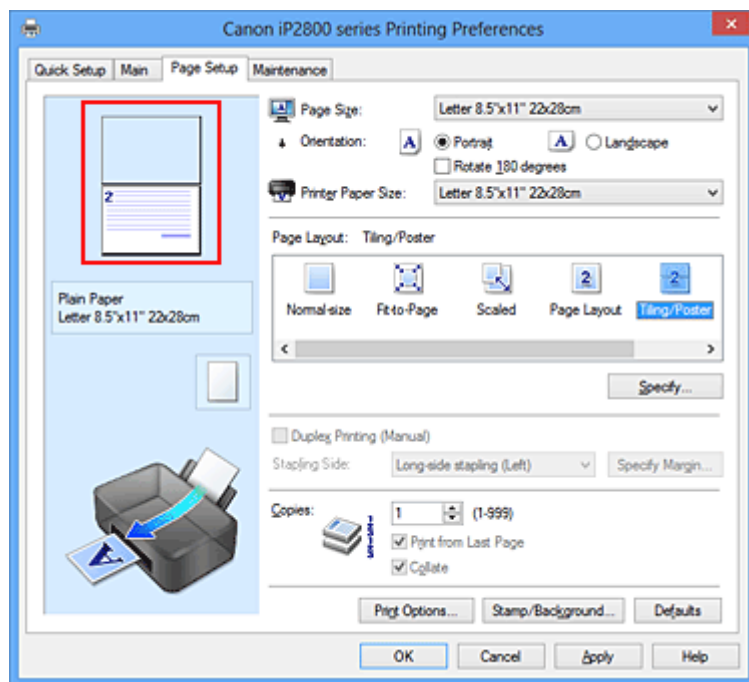 Canon iP2800 series Printing Preferences
Quick Setup Main Page Setup Maintenance
2
Plain Paper
Letter 8.5"x11" 22x28cm
A
Page Size: Letter 8.5"x11" 22x28cm
Orientation: A Portrait A Landscape
Rotate 180 degrees
Printer Paper Size: Letter 8.5"x11" 22x28cm
Page Layout: Tiling/Poster
2 2
Normal-size Fit-to-Page Scaled Page Layout Tiling/Poster
Specify...
Duplex Printing (Manual)
Stapling Side: Long-side stapling (Left) Specify Margin...
Copies: 1 (1-999)
Print from Last Page
Collate
Print Options... Stamp/Background... Defaults
OK Cancel Apply Help